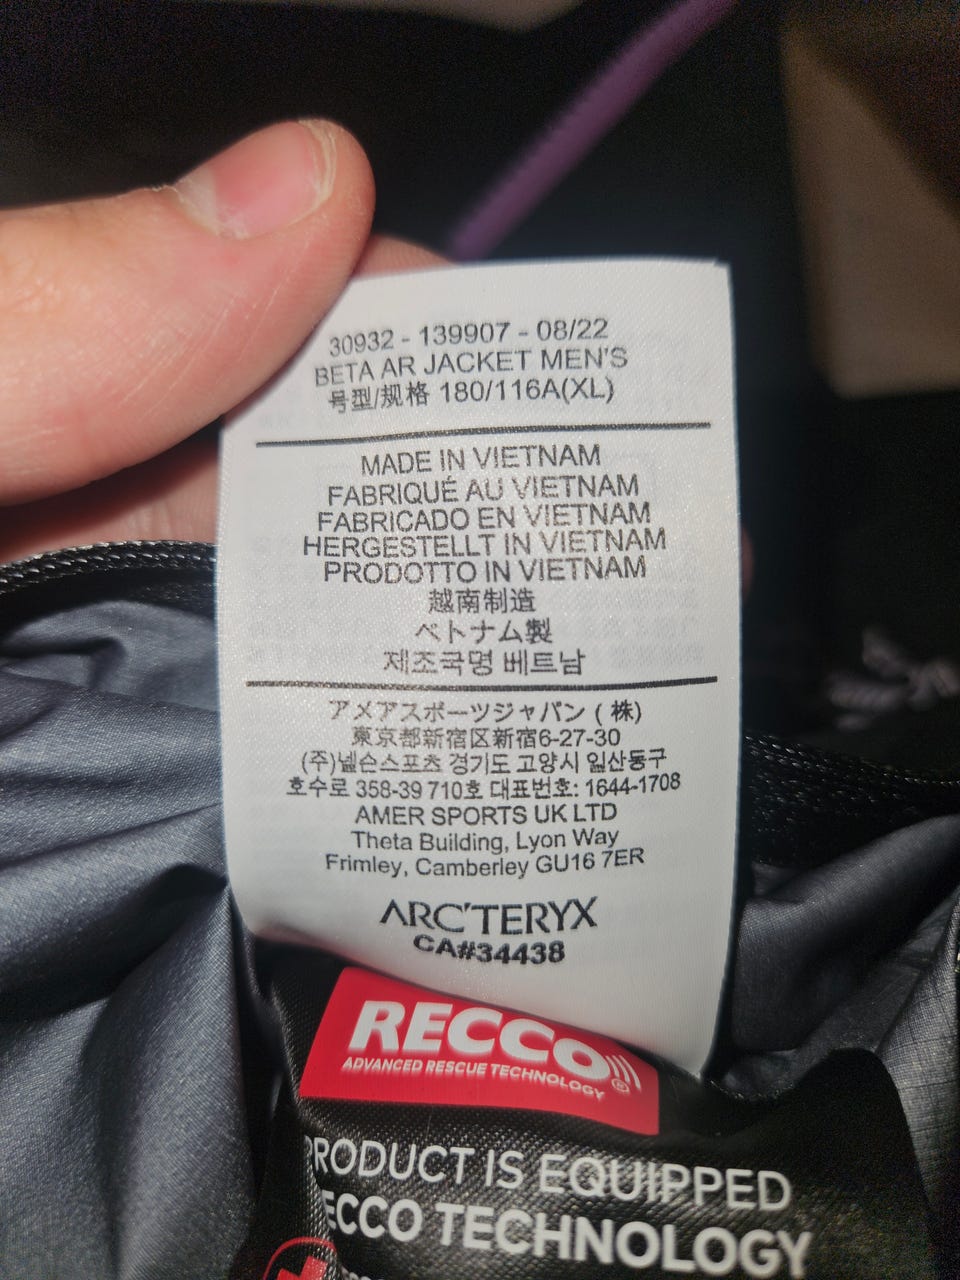 30932 - 139907 - 08/22
BETA AR JACKET MEN'S
号型/规格 180/116A(XL)
MADE IN VIETNAM
FABRIQUÉ AU VIETNAM
FABRICADO EN VIETNAM
HERGESTELLT IN VIETNAM
PRODOTTO IN VIETNAM
越南制造
ベトナム製
제조국명 베트남
アメアスポーツジャパン ( 株)
東京都新宿区新宿6-27-30
(주)넬슨스포츠 경기도 고양시 일산동구
호수로 358-39 710호 대표번호: 1644-1708
AMER SPORTS UK LTD
Theta Building, Lyon Way
Frimley, Camberley GU16 7ER
ARC'TERYX
CA#34438
RECCO®
ADVANCED RESCUE TECHNOLOGY
PRODUCT IS EQUIPPED
RECCO TECHNOLOGY